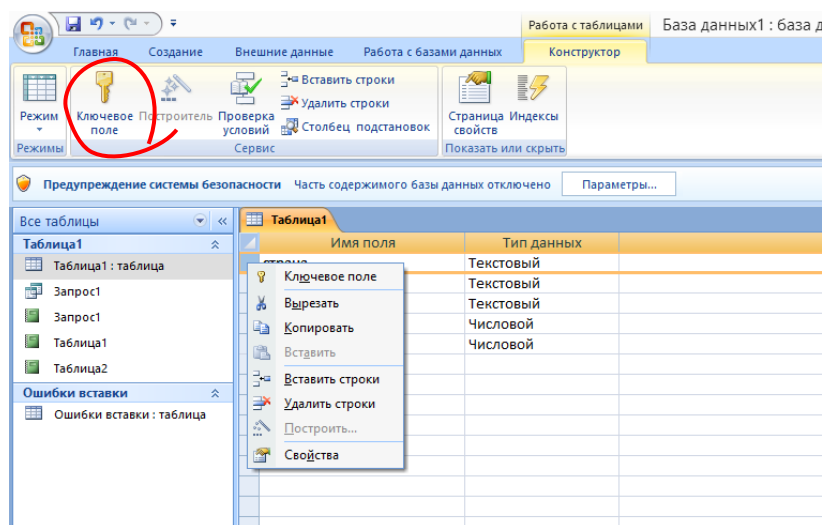 Работа с таблицами
База данных1 : база д
Главная
Создание
Внешние данные
Работа с базами данных
Конструктор
Режим
Ключевое поле
Построитель
Проверка условий
Вставить строки
Удалить строки
Столбец подстановок
Страница свойств
Индексы
Режимы
Сервис
Показать или скрыть
Предупреждение системы безопасности
Часть содержимого базы данных отключено
Параметры...
Все таблицы
Таблица1
Имя поля
Тип данных
Таблица1
страна
Текстовый
Таблица1 : таблица
Текстовый
Запрос1
Текстовый
Запрос1
Числовой
Таблица1
Числовой
Таблица2
Ошибки вставки
Ошибки вставки : таблица
Ключевое поле
Вырезать
Копировать
Вставить
Вставить строки
Удалить строки
Построить...
Свойства